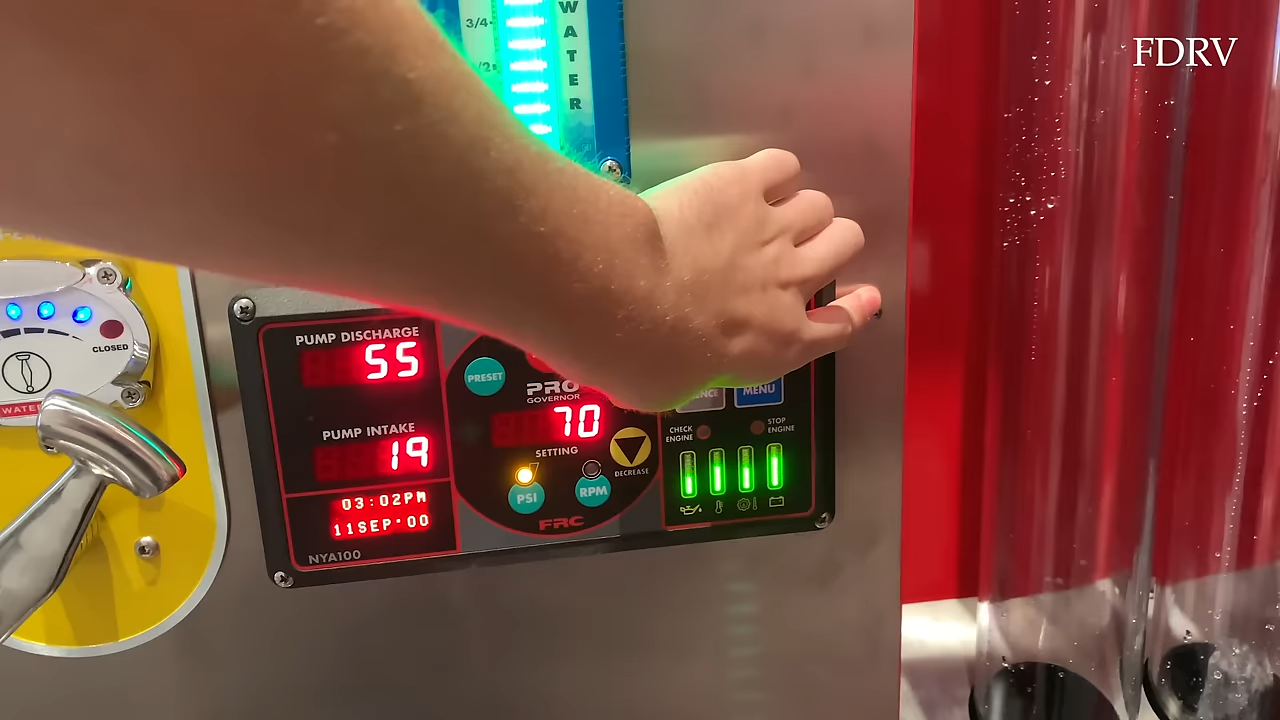 FDRV
3/4
WATER
1/2
CLOSED
WATER
PUMP DISCHARGE
55
PUMP INTAKE
19
03:02PM
11SEP'00
NYA100
PRESET
PRO
GOVERNOR
70
SETTING
DECREASE
PSI
RPM
FRC
MENU
CHECK
ENGINE
STOP
ENGINE